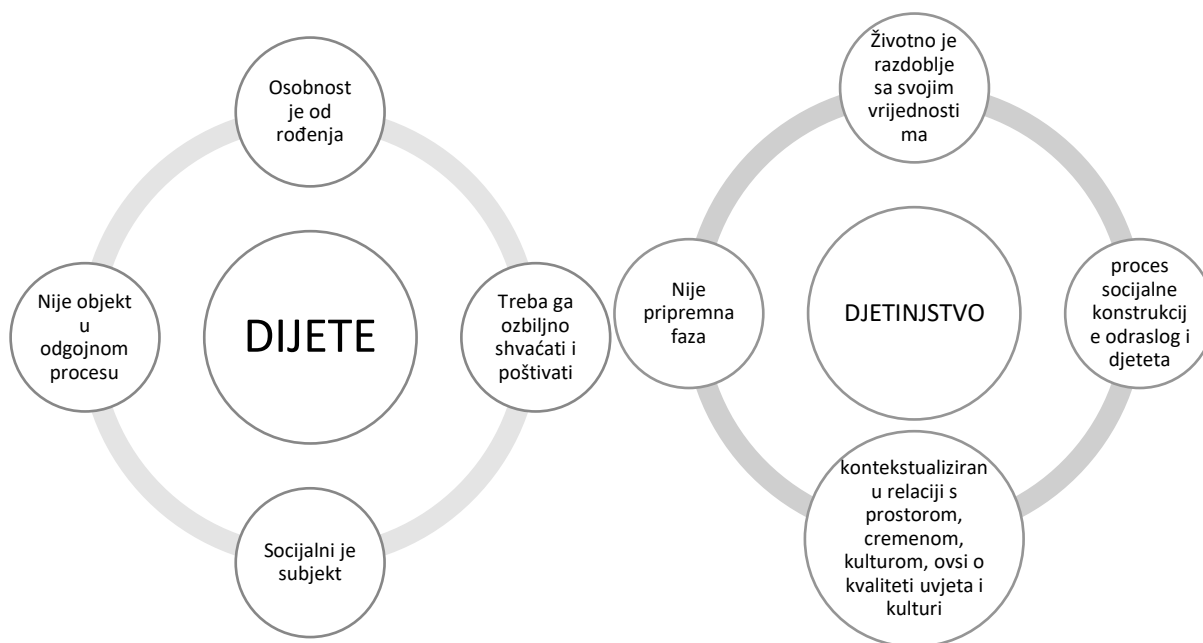 Osobnost
je od
rođenja
Nije objekt
u
odgojnom
procesu
DIJETE
Treba ga
ozbiljno
shvaćati i
poštivati
Socijalni je
subjekt
Životno je
razdoblje
sa svojim
vrijednosti
ma
Nije
pripremna
faza
DJETINJSTVO
proces
socijalne
konstrukcij
e odraslog i
djeteta
kontekstualiziran
u relaciji s
prostorom,
cremenom,
kulturom, ovsi o
kvaliteti uvjeta i
kulturi